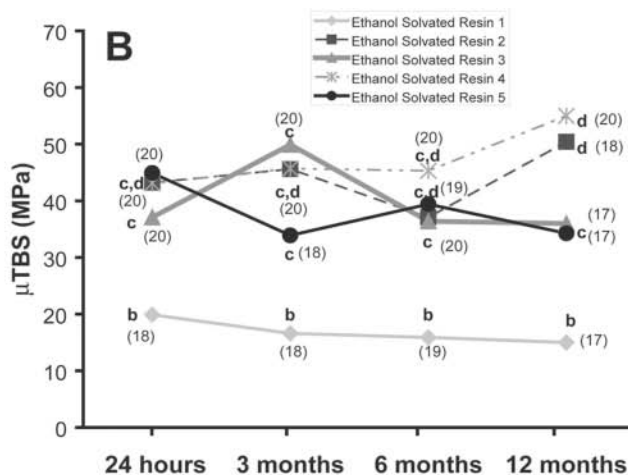 B
Ethanol Solvated Resin 1
Ethanol Solvated Resin 2
Ethanol Solvated Resin 3
Ethanol Solvated Resin 4
Ethanol Solvated Resin 5
μTBS (MPa)
70
60
50
40
30
20
10
0
(20)
c,d
(20)
c
(20)
b
(18)
(20)
c
c,d
(20)
c
(18)
b
(18)
(20)
c,d
c,d
(19)
c
(20)
b
(19)
d
(20)
d
(18)
(17)
c
(17)
b
(17)
24 hours
3 months
6 months
12 months